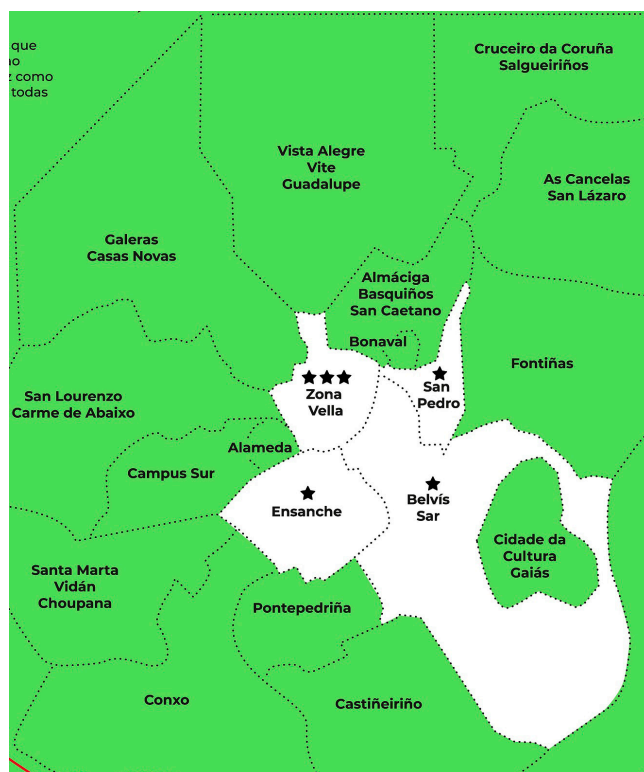 que
como
todas
Cruceiro da Coruña
Salgueiriños
Vista Alegre
Vite
Guadalupe
As Cancelas
San Lázaro
Galeras
Casas Novas
Almáciga
Basquiños
San Caetano
Bonaval
Fontiñas
San
Pedro
Zona
Vella
San Lourenzo
Carme de Abaixo
Alameda
Campus Sur
Belvís
Sar
Ensanche
Cidade da
Cultura
Gaiás
Santa Marta
Vidán
Choupana
Pontepedriña
Conxo
Castiñeiriño